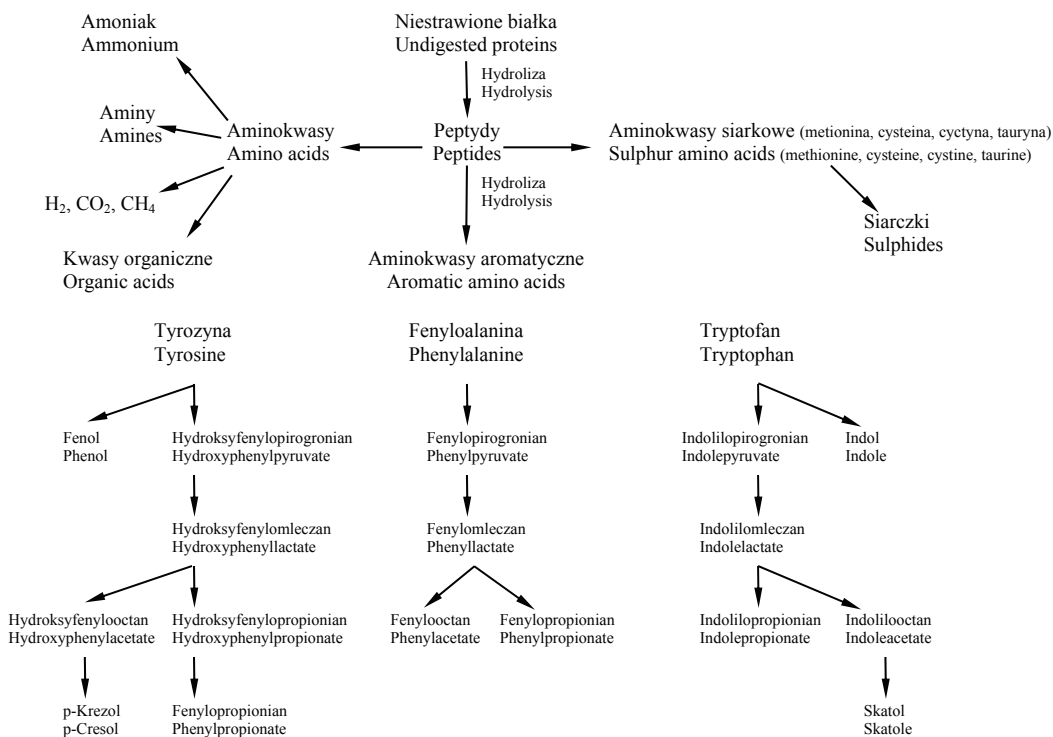 Amoniak
Ammonium
Niestrawione białka
Undigested proteins
Hydroliza
Hydrolysis
Aminy
Amines
Aminokwasy
Amino acids
Peptydy
Peptides
Aminokwasy siarkowe (metionina, cysteina, cyctyna, tauryna)
Sulphur amino acids (methionine, cysteine, cystine, taurine)
Hydroliza
Hydrolysis
H₂, CO₂, CH₄
Siarczki
Sulphides
Kwasy organiczne
Organic acids
Aminokwasy aromatyczne
Aromatic amino acids
Tyrozyna
Tyrosine
Fenyloalanina
Phenylalanine
Tryptofan
Tryptophan
Fenol
Phenol
Hydroksyfenylopirogronian
Hydroxyphenylpyruvate
Fenylopirogronian
Phenylpyruvate
Indolilopirogronian
Indolepyruvate
Indol
Indole
Hydroksyfenylomleczan
Hydroxyphenyllactate
Fenylomleczan
Phenyllactate
Indolilomleczan
Indolelactate
Hydroksyfenylooctan
Hydroxyphenylacetate
Hydroksyfenylopropionian
Hydroxyphenylpropionate
Fenylooctan
Phenylacetate
Fenylopropionian
Phenylpropionate
Indolilopropionian
Indolepropionate
Indolilooctan
Indoleacetate
p-Krezol
p-Cresol
Fenylopropionian
Phenylpropionate
Skatol
Skatole